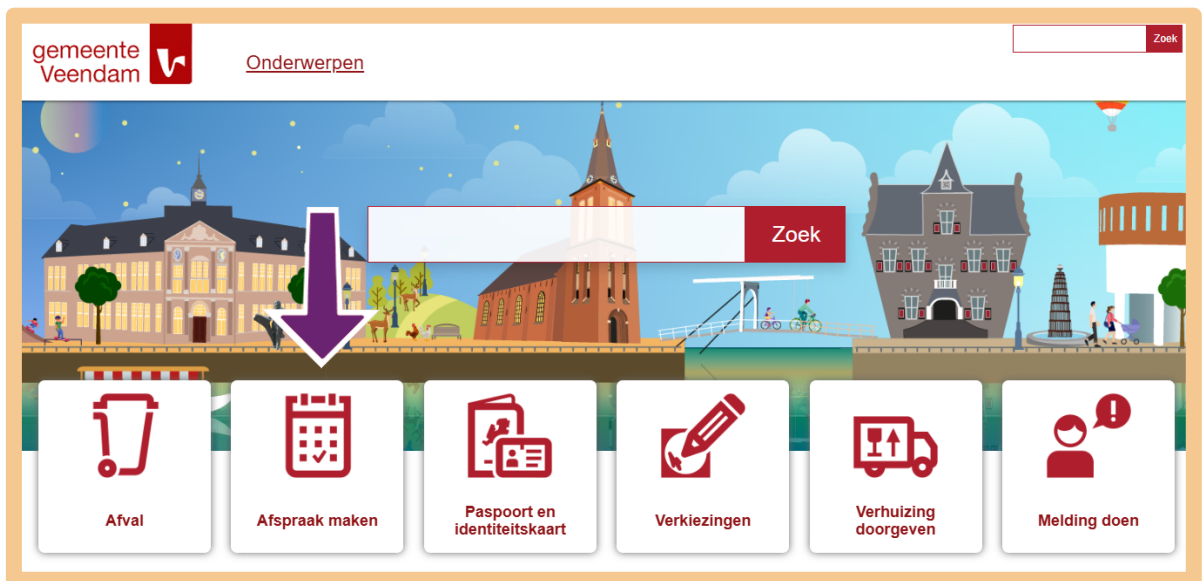 gemeente
Veendam
Onderwerpen
Zoek
Zoek
Afval
Afspraak maken
Paspoort en
identiteitskaart
Verkiezingen
Verhuizing
doorgeven
Melding doen